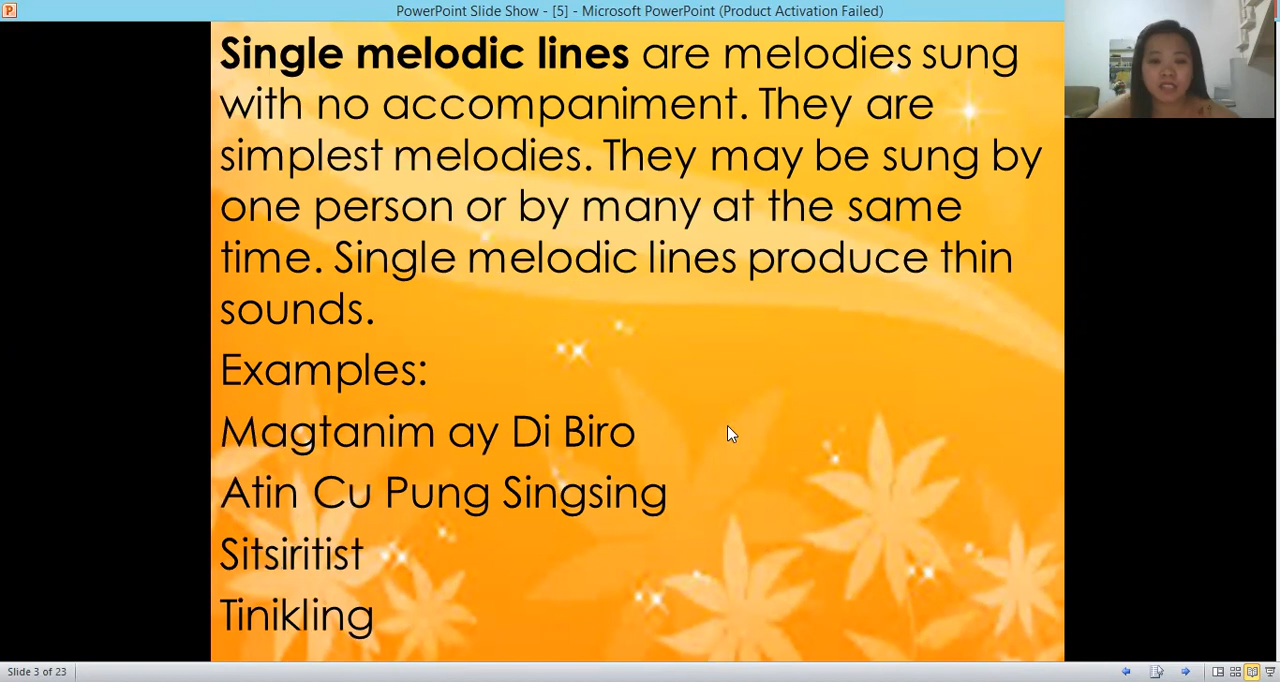 PowerPoint Slide Show - [5] - Microsoft PowerPoint (Product Activation Failed)
Single melodic lines are melodies sung
with no accompaniment. They are
simplest melodies. They may be sung by
one person or by many at the same
time. Single melodic lines produce thin
sounds.
Examples:
Magtanim ay Di Biro
Atin Cu Pung Singsing
Sitsiritist
Tinikling
Slide 3 of 23